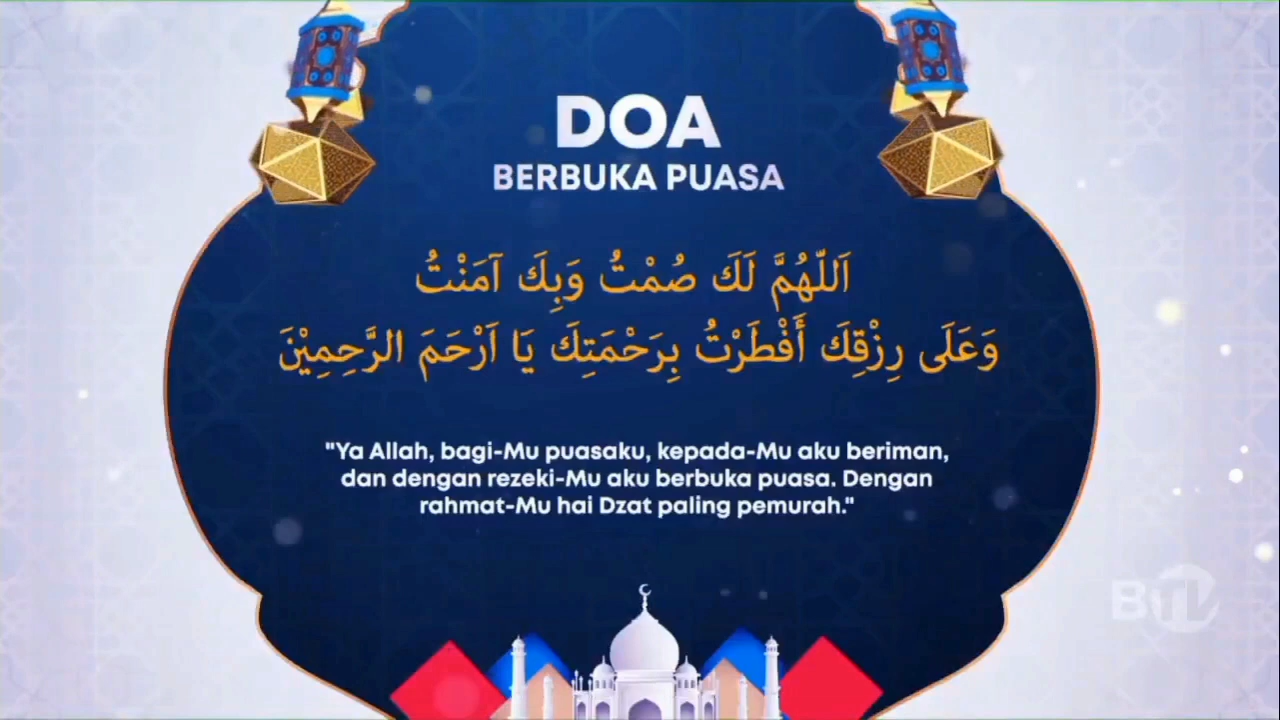 DOA
BERBUKA PUASA
اَللّٰهُمَّ لَكَ صُمْتُ وَبِكَ آمَنْتُ
وَعَلَى رِزْقِكَ أَفْطَرْتُ بِرَحْمَتِكَ يَا اَرْحَمَ الرَّحِمِيْنَ
"Ya Allah, bagi-Mu puasaku, kepada-Mu aku beriman,
dan dengan rezeki-Mu aku berbuka puasa. Dengan
rahmat-Mu hai Dzat paling pemurah."